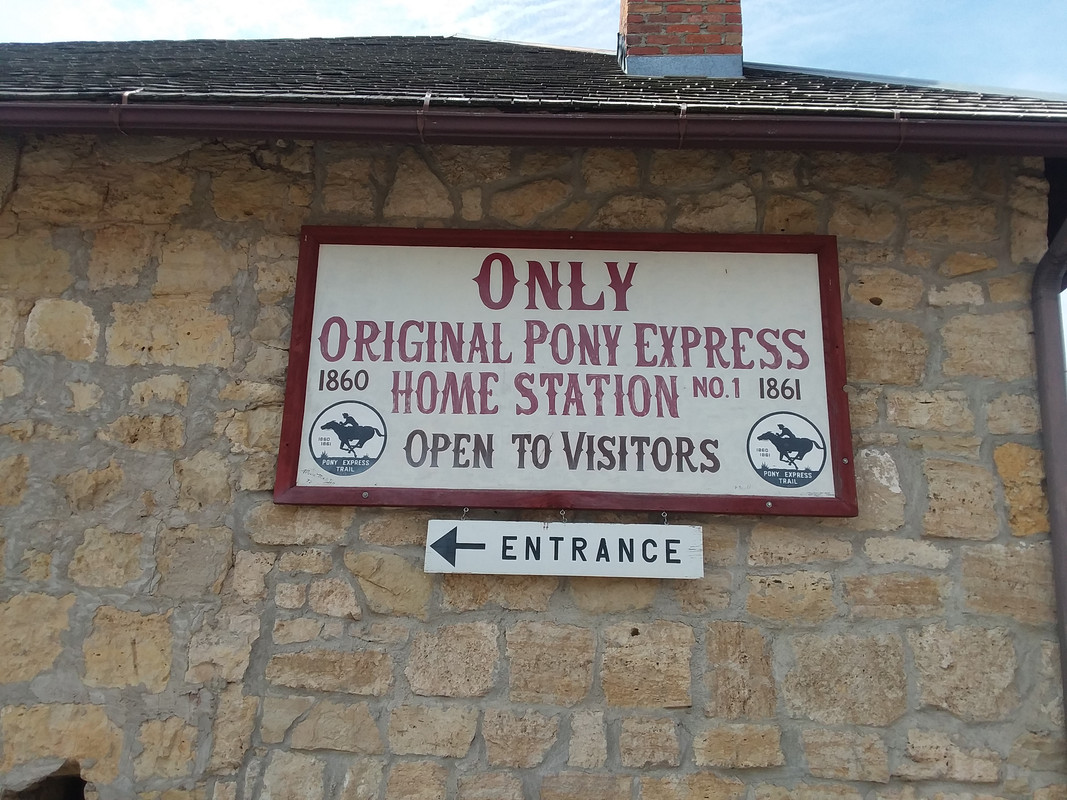 ONLY
ORIGINAL PONY EXPRESS
1860 HOME STATION NO.1 1861
OPEN TO VISITORS
1860
1861
PONY EXPRESS
TRAIL
1860
1861
PONY EXPRESS
TRAIL
ENTRANCE